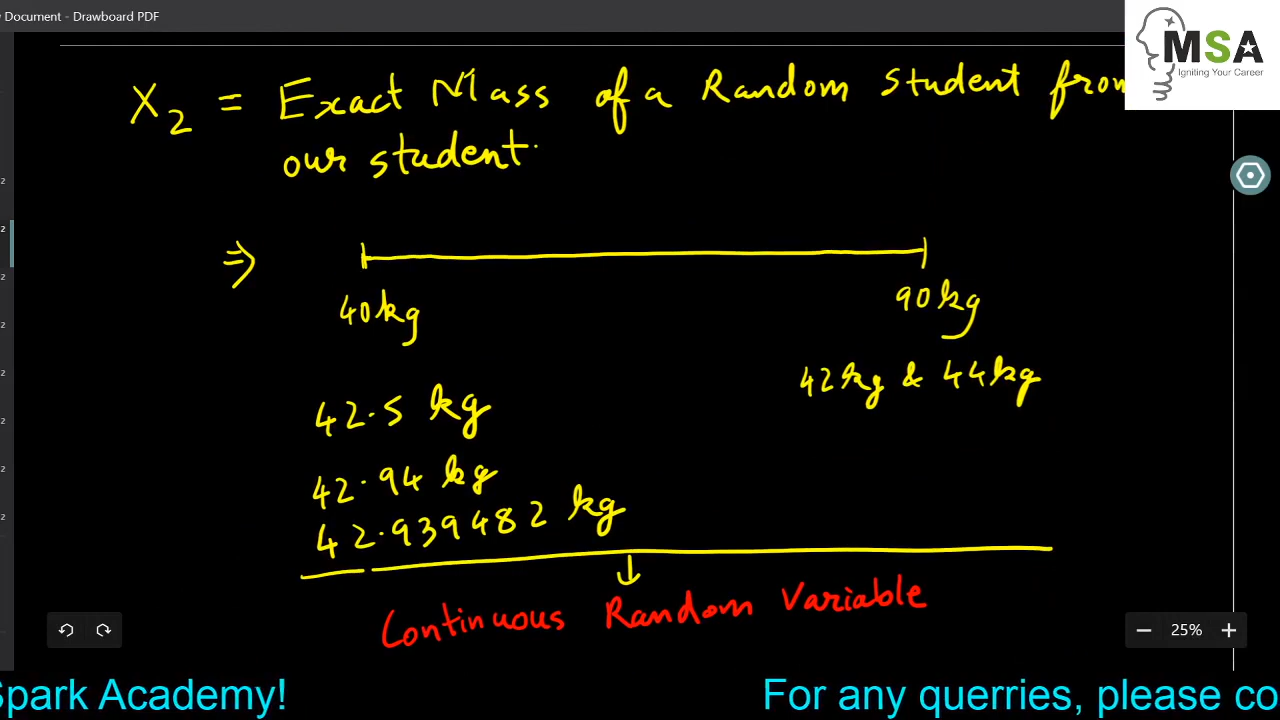 Document - Drawboard PDF
MSA
Igniting Your Career
X2 = Exact Mass of a Random Student from
our student.
⇒
40kg
90kg
42kg & 44kg
42.5 kg
42.94 kg
42.939482 kg
Continuous Random Variable
25%
Spark Academy!
For any querries, please co